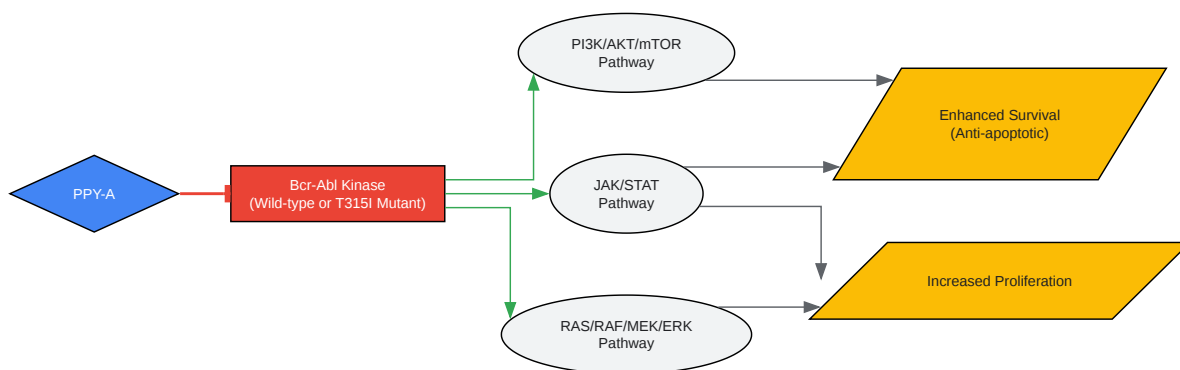 PI3K/AKT/mTOR
Pathway
Enhanced Survival
(Anti-apoptotic)
PPY-A
Bcr-Abl Kinase
(Wild-type or T315I Mutant)
JAK/STAT
Pathway
Increased Proliferation
RAS/RAF/MEK/ERK
Pathway